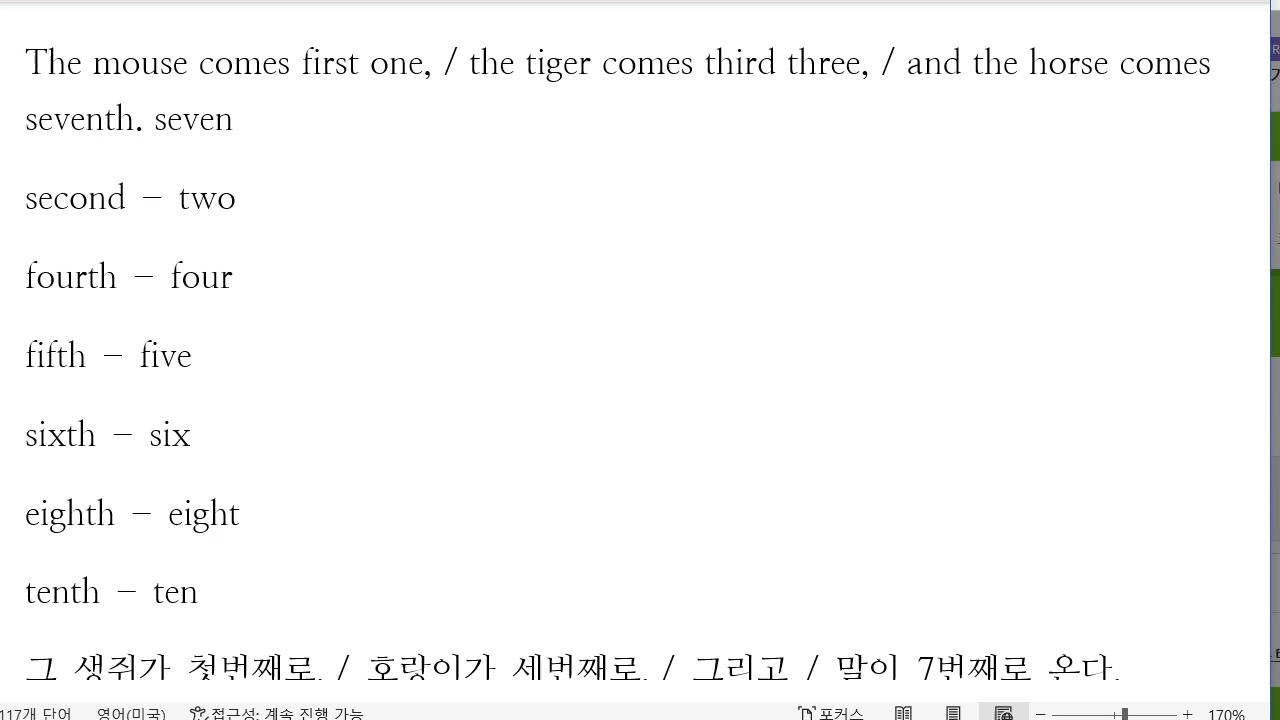 The mouse comes first one, / the tiger comes third three, / and the horse comes
seventh. seven
second – two
fourth – four
fifth – five
sixth – six
eighth – eight
tenth – ten
그 생쥐가 첫번째로, / 호랑이가 세번째로, / 그리고 / 말이 7번째로 온다.
117개 단어 영어(미국) 접근성: 계속 진행 가능 포커스 170%